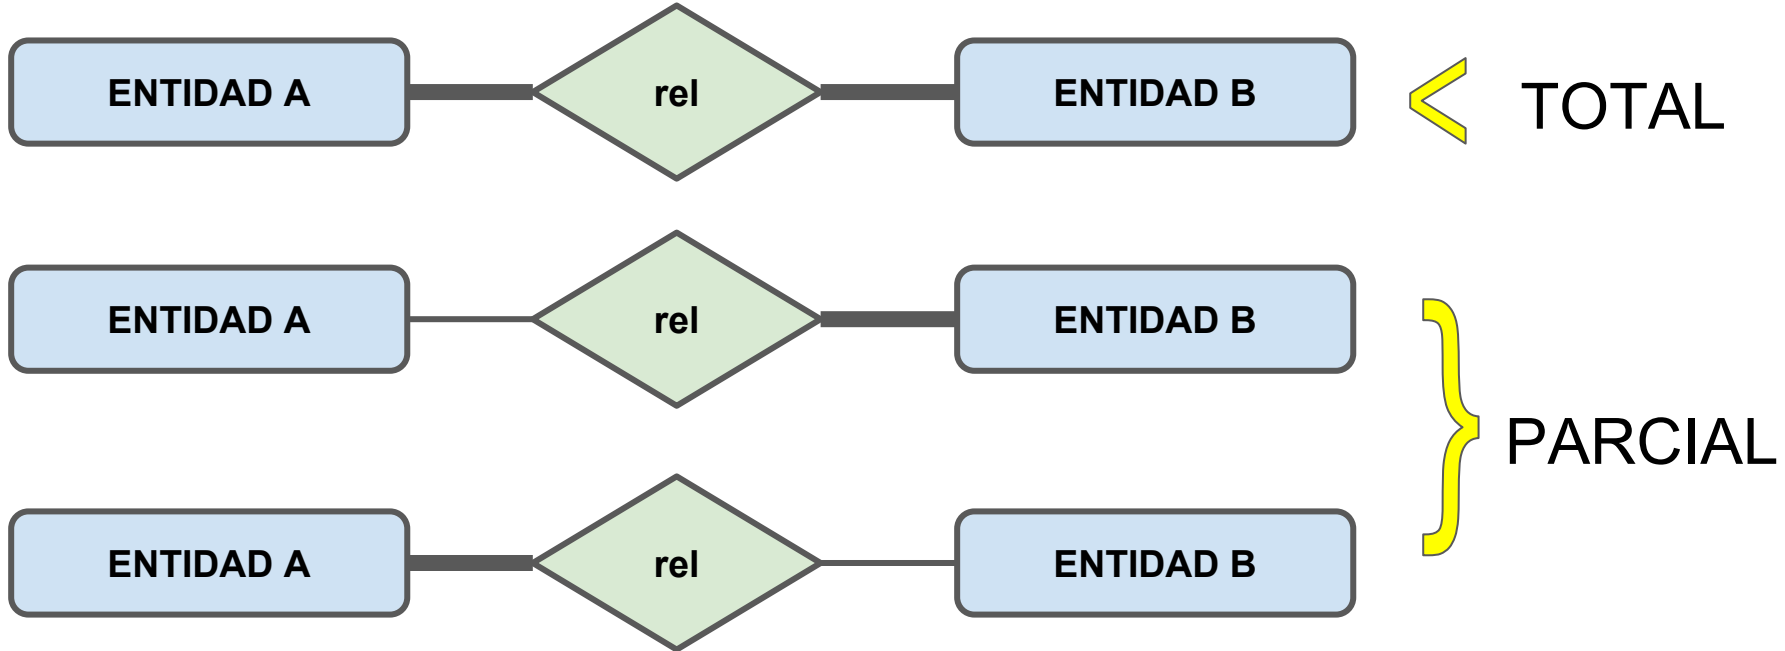 ENTIDAD A
rel
ENTIDAD B
TOTAL
ENTIDAD A
rel
ENTIDAD B
PARCIAL
ENTIDAD A
rel
ENTIDAD B